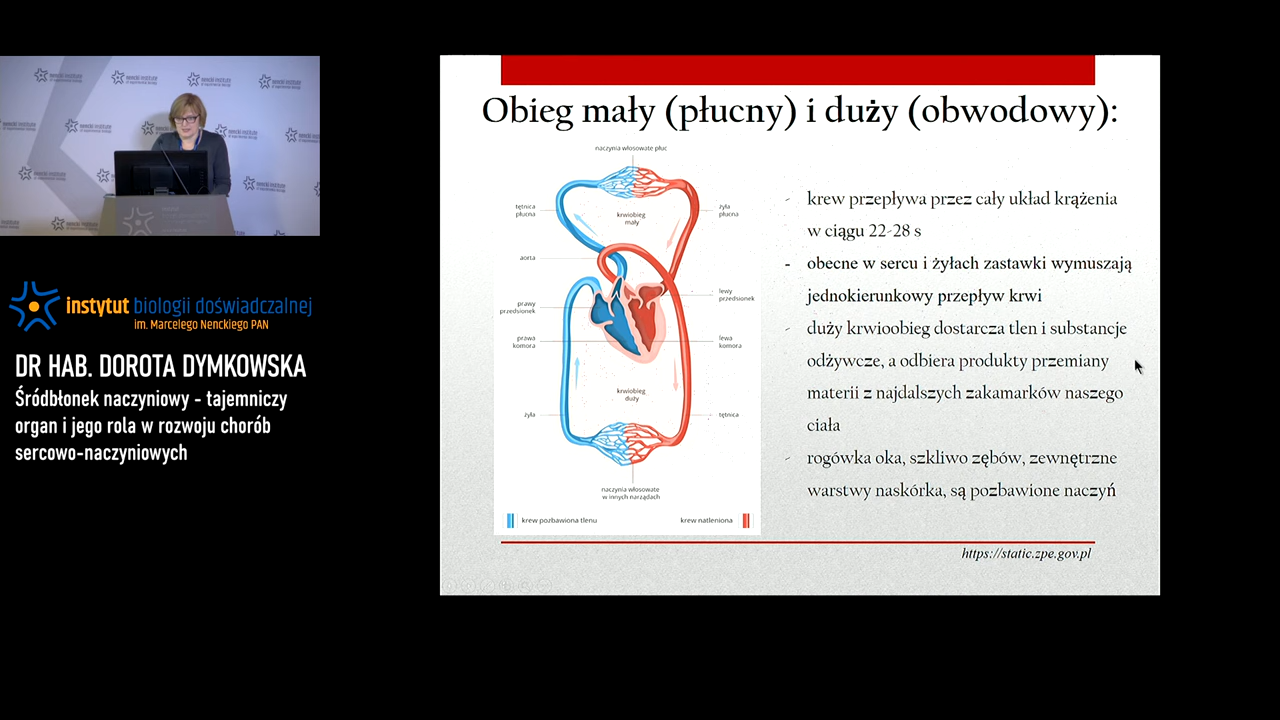 instytut biologii doświadczalnej
im. Marcelego Nenckiego PAN
DR HAB. DOROTA DYMKOWSKA
Śródbłonek naczyniowy - tajemniczy
organ i jego rola w rozwoju chorób
sercowo-naczyniowych
Obieg mały (płucny) i duży (obwodowy):
naczynia włosowate płuc
tętnica
płucna
krwiobieg
mały
żyła
płucna
aorta
prawy
przedsionek
lewy
przedsionek
prawa
komora
lewa
komora
krwiobieg
duży
żyła
tętnica
naczynia włosowate
w innych narządach
krew pozbawiona tlenu
krew natleniona
- krew przepływa przez cały układ krążenia
w ciągu 22-28 s
- obecne w sercu i żyłach zastawki wymuszają
jednokierunkowy przepływ krwi
- duży krwioobieg dostarcza tlen i substancje
odżywcze, a odbiera produkty przemiany
materii z najdalszych zakamarków naszego
ciała
- rogówka oka, szkliwo zębów, zewnętrzne
warstwy naskórka, są pozbawione naczyń
https://static.zpe.gov.pl